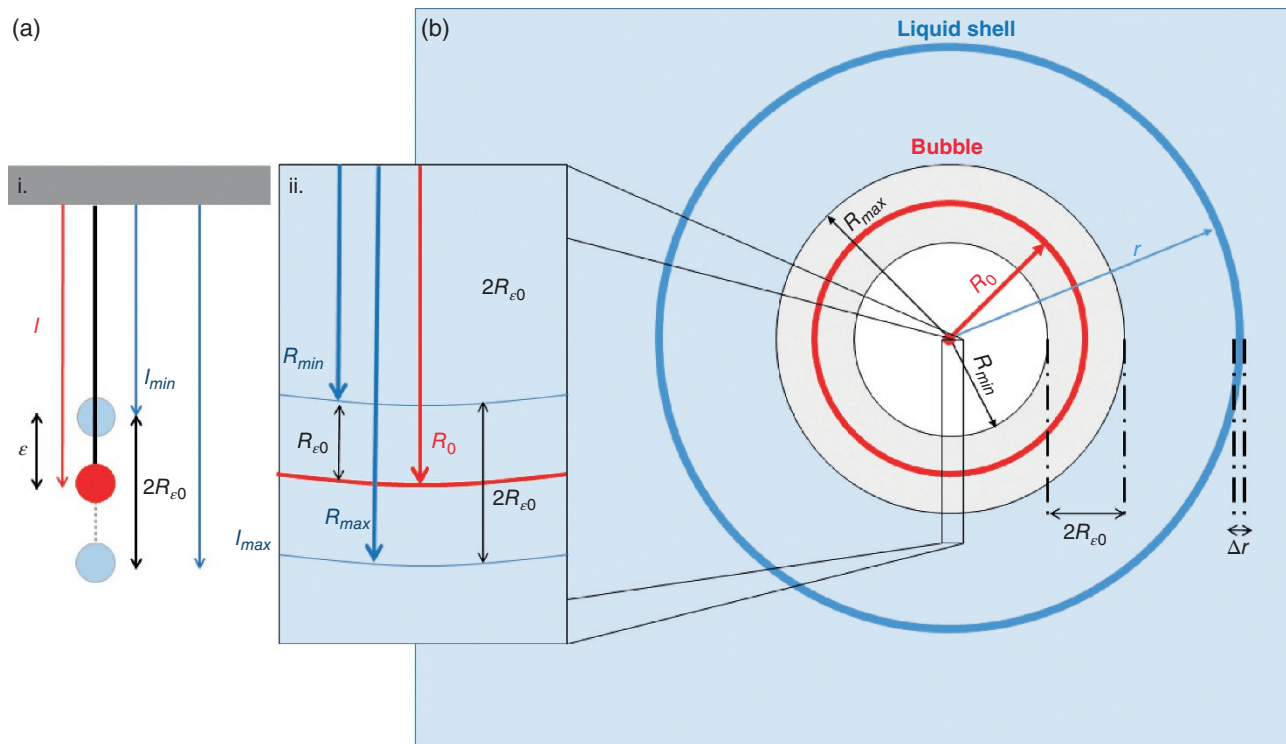 (a)
(b)
Liquid shell
Bubble
i.
ii.
R_max
r
R_0
2R_ε0
l
R_min
l_min
R_min
ε
R_ε0
R_0
2R_ε0
2R_ε0
R_max
2R_ε0
l_max
Δr